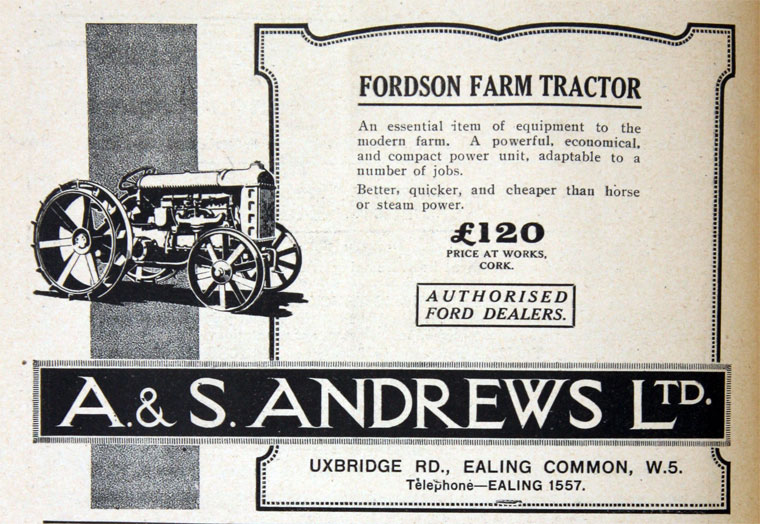 FORDSON FARM TRACTOR
An essential item of equipment to the
modern farm. A powerful, economical,
and compact power unit, adaptable to a
number of jobs.
Better, quicker, and cheaper than horse
or steam power.
£120
PRICE AT WORKS,
CORK.
AUTHORISED
FORD DEALERS.
A. & S. ANDREWS LTD.
UXBRIDGE RD., EALING COMMON, W.5.
Telephone—EALING 1557.